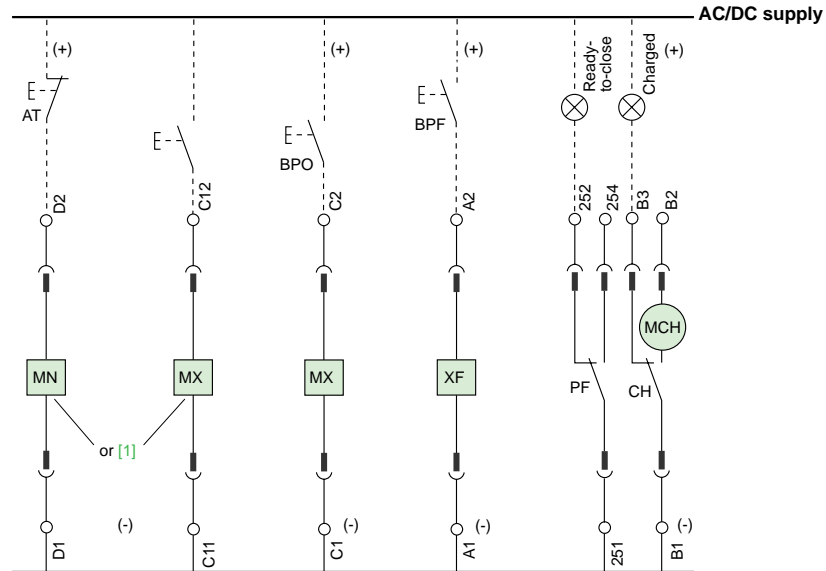 AC/DC supply
(+)
(+)
(+)
Ready-
to-close
Charged
(+)
AT
BPO
BPF
D2
C12
C2
A2
252
254
B3
B2
MCH
MN
MX
MX
XF
PF
CH
or [1]
(-)
(-)
(-)
(-)
D1
C11
C1
A1
251
B1